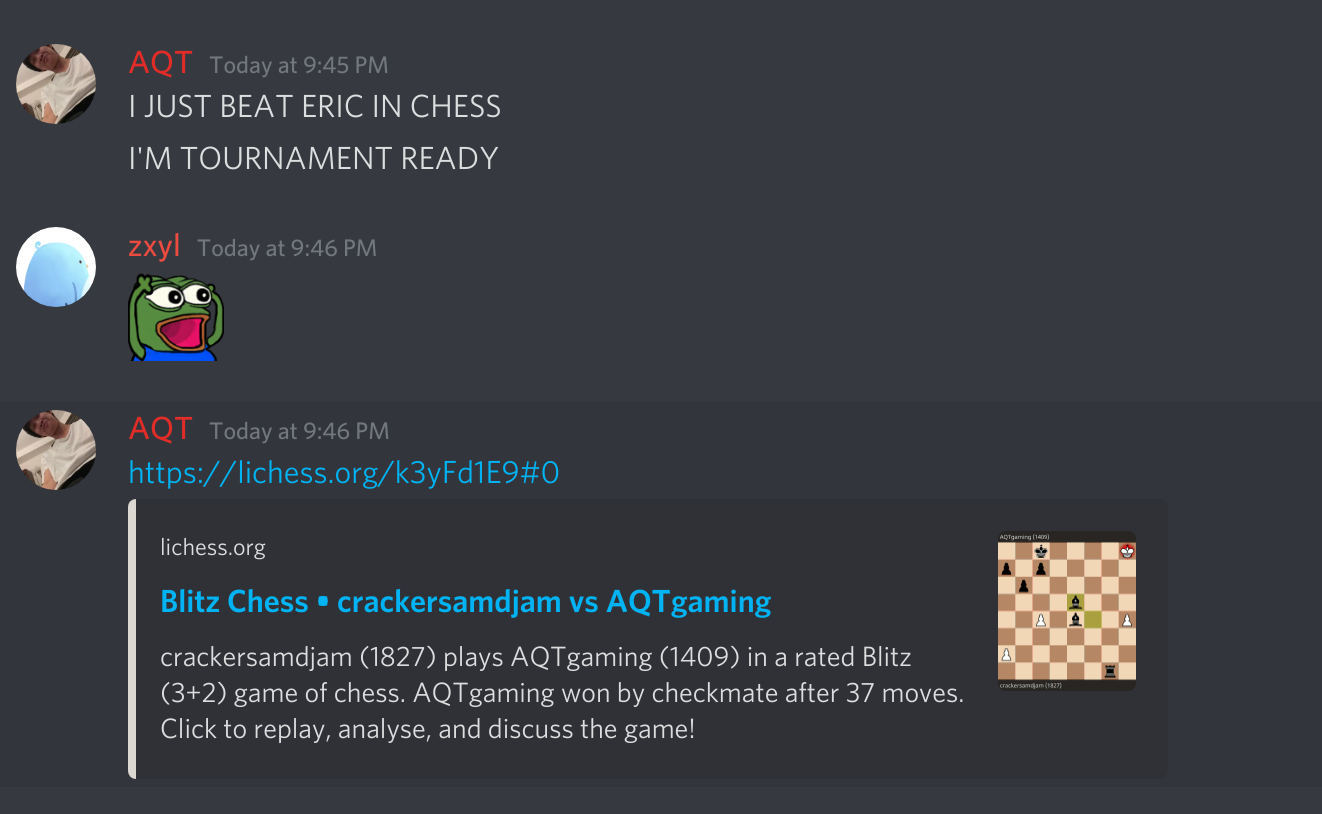 AQT Today at 9:45 PM
I JUST BEAT ERIC IN CHESS
I'M TOURNAMENT READY
zxyl Today at 9:46 PM
AQT Today at 9:46 PM
https://lichess.org/k3yFd1E9#0
lichess.org
AQTgaming (1409)
Blitz Chess • crackersamdjam vs AQTgaming
crackersamdjam (1827) plays AQTgaming (1409) in a rated Blitz
(3+2) game of chess. AQTgaming won by checkmate after 37 moves.
Click to replay, analyse, and discuss the game!
crackersamdjam (1827)